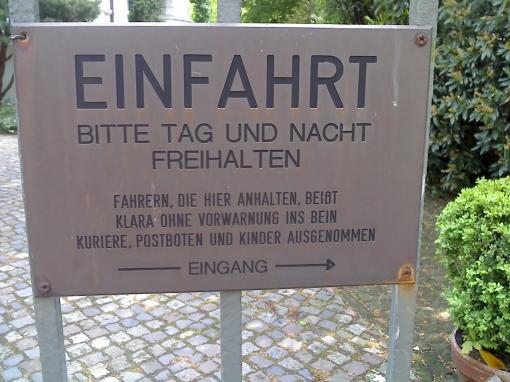 EINFAHRT
BITTE TAG UND NACHT
FREIHALTEN
FAHRERN, DIE HIER ANHALTEN, BEIẞT
KLARA OHNE VORWARNUNG INS BEIN
KURIERE, POSTBOTEN UND KINDER AUSGENOMMEN
EINGANG